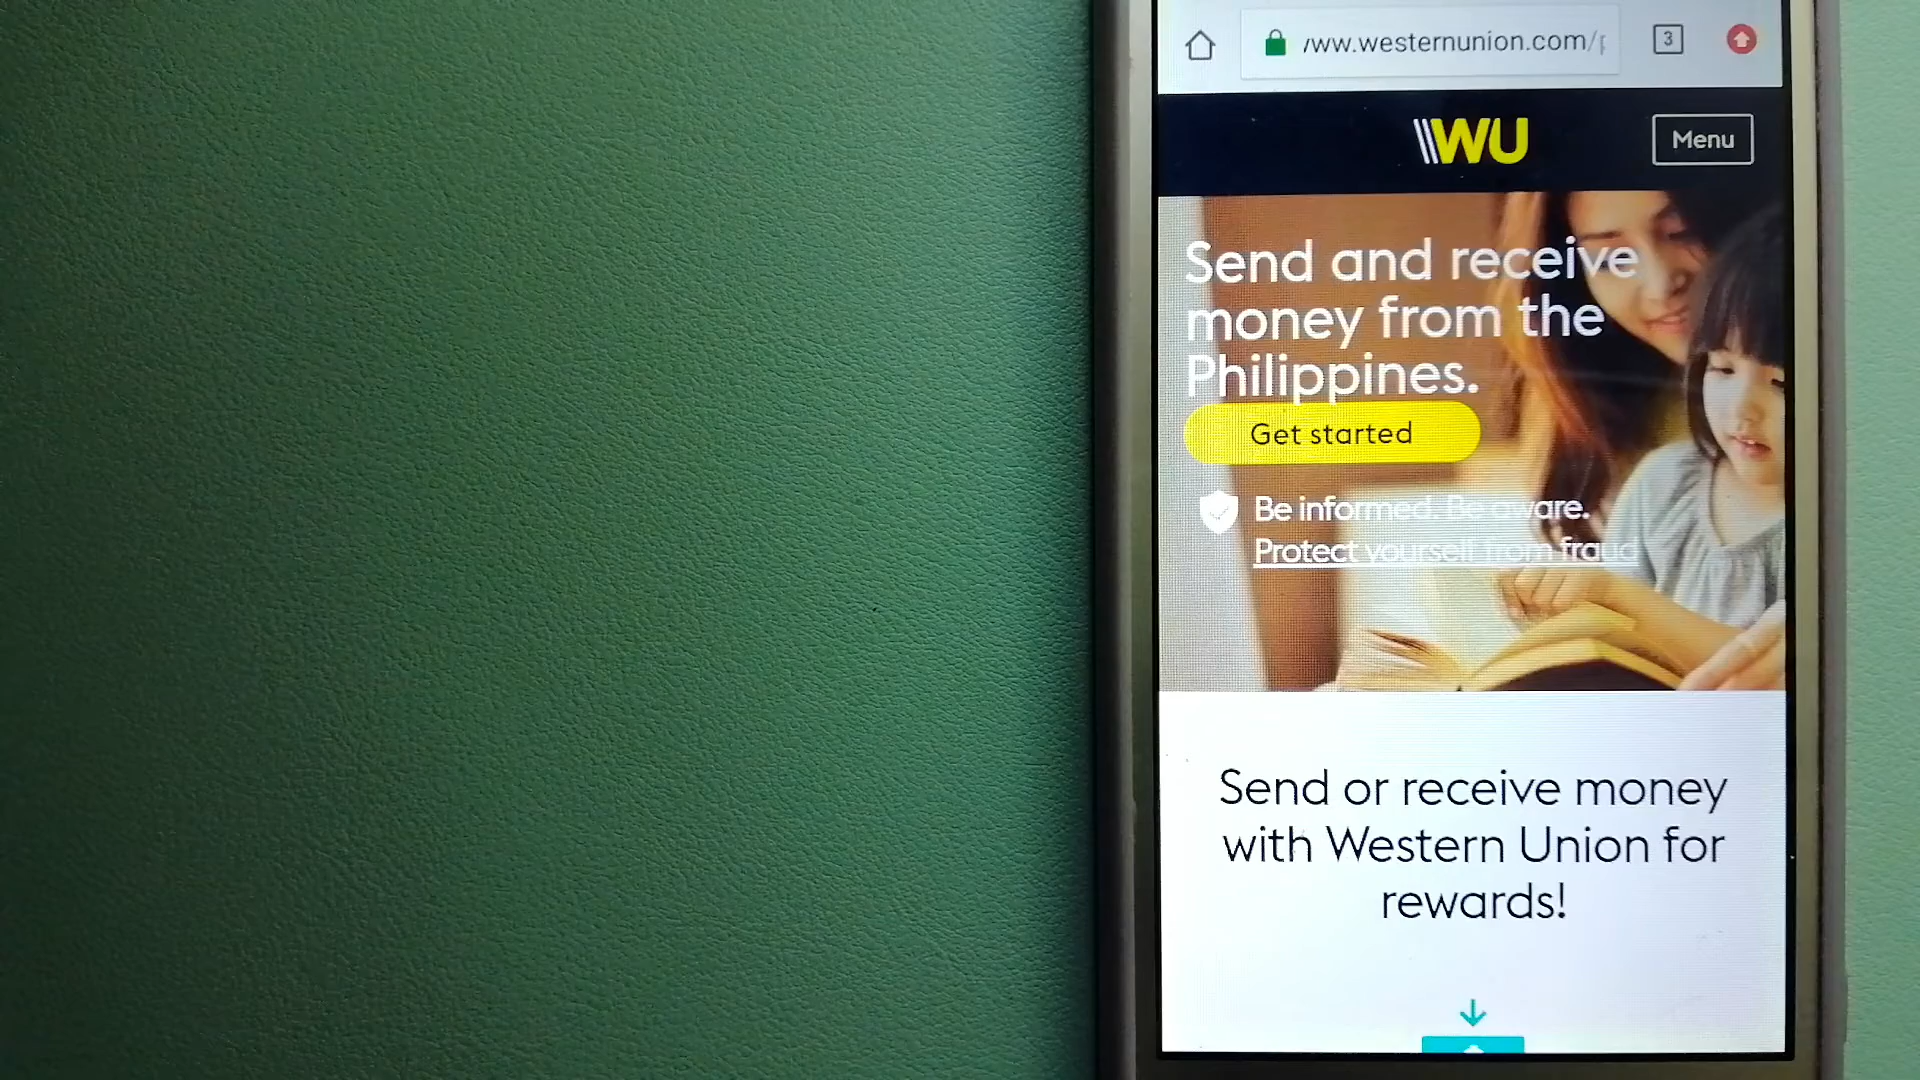 www.westernunion.com/
3
WU
Menu
Send and receive
money from the
Philippines.
Get started
Be informed. Be aware.
Protect yourself from fraud
Send or receive money
with Western Union for
rewards!